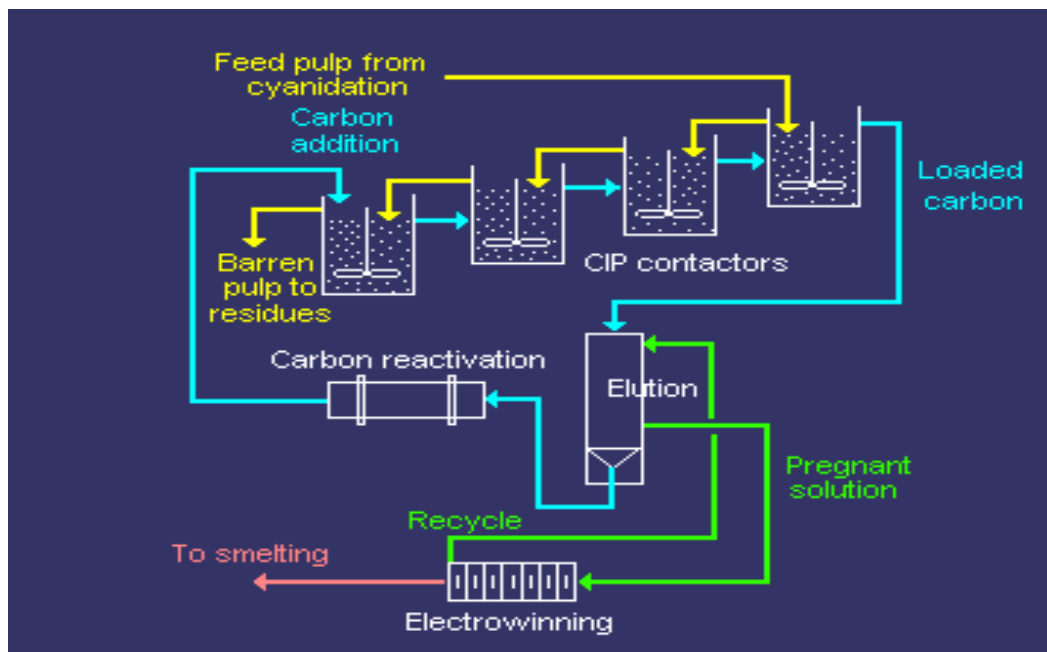 Feed pulp from
cyanidation
Carbon
addition
Loaded
carbon
CIP contactors
Barren
pulp to
residues
Carbon reactivation
Elution
Pregnant
solution
Recycle
To smelting
Electrowinning